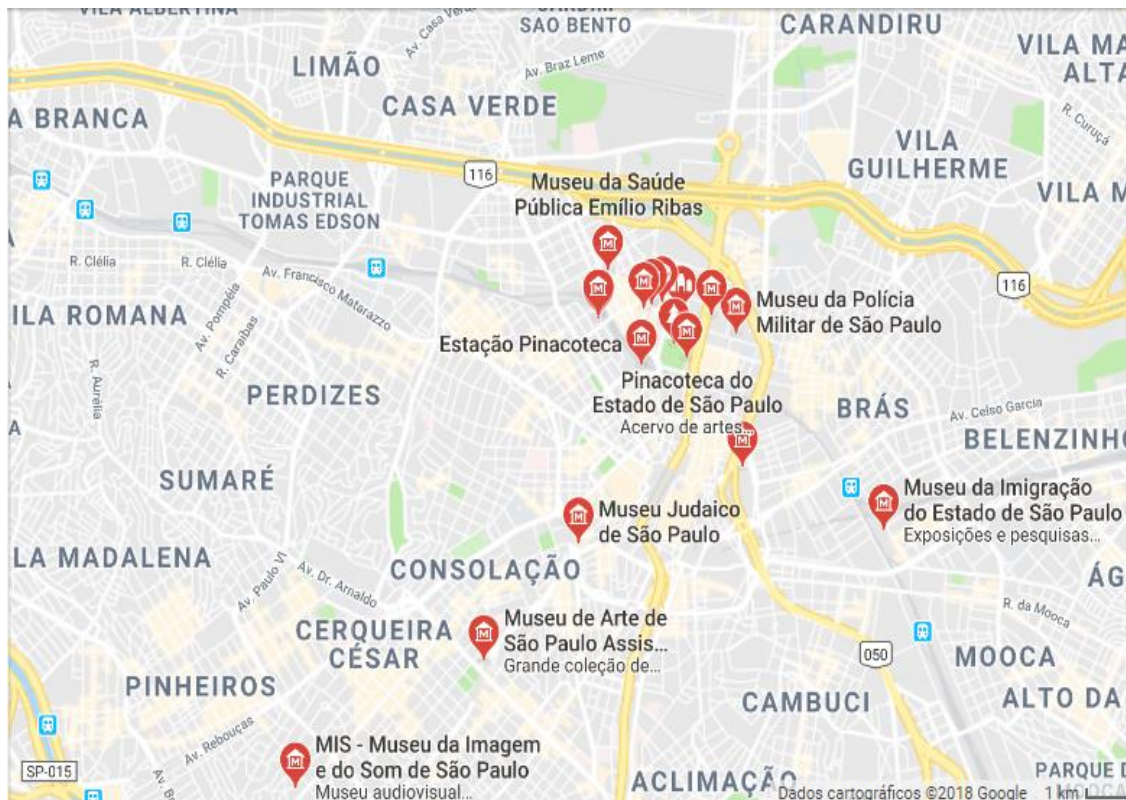 VILA ALBERTINA
Av. Casa Verde
JARDIM
SAO BENTO
CARANDIRU
VILA MA
ALTA
LIMÃO
Av. Braz Leme
CASA VERDE
R. Curuçá
A BRANCA
VILA
GUILHERME
116
PARQUE
INDUSTRIAL
TOMAS EDSON
Museu da Saúde
Pública Emílio Ribas
VILA M
R. Clélia
R. Clélia
Av. Francisco Matarazzo
116
ILA ROMANA
Av. Pompéia
R. Caraíbas
Museu da Polícia
Militar de São Paulo
Estação Pinacoteca
R. Aurélia
PERDIZES
Pinacoteca do
Estado de São Paulo
Acervo de artes...
BRÁS
Av. Celso Garcia
A
BELENZINHO
SUMARÉ
Museu da Imigração
do Estado de São Paulo
Exposições e pesquisas...
Museu Judaico
de São Paulo
LA MADALENA
Av. Paulo VI
Av. Dr. Arnaldo
CONSOLAÇÃO
ÁG
R. da Mooca
CERQUEIRA
CÉSAR
Museu de Arte de
São Paulo Assis...
Grande coleção de...
050
MOOCA
PINHEIROS
CAMBUCI
ALTO DA
Av. Rebouças
MIS - Museu da Imagem
e do Som de São Paulo
Museu audiovisual...
SP-015
Av. B
ACLIMAÇÃO
PARQUE D
MOOCA
Dados cartográficos ©2018 Google
1 km